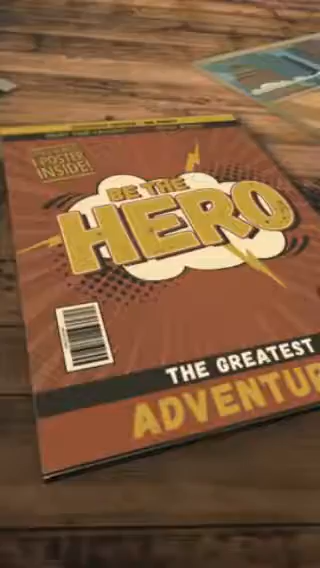 1 POSTER
INSIDE!
BE THE
HERO
THE GREATEST
ADVENTUR